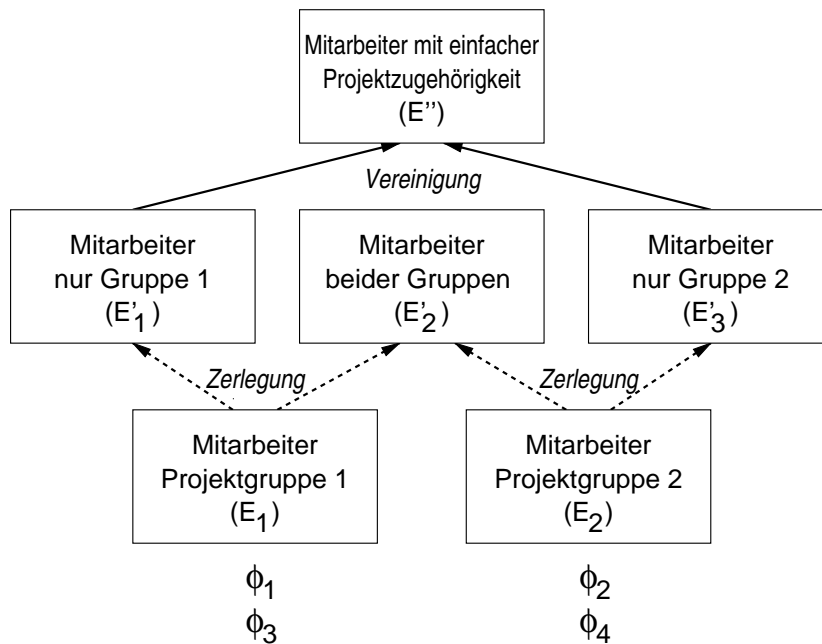 Mitarbeiter mit einfacher
Projektzugehörigkeit
(E'')
Vereinigung
Mitarbeiter
nur Gruppe 1
(E'1)
Mitarbeiter
beider Gruppen
(E'2)
Mitarbeiter
nur Gruppe 2
(E'3)
Zerlegung
Zerlegung
Mitarbeiter
Projektgruppe 1
(E1)
Mitarbeiter
Projektgruppe 2
(E2)
ϕ1
ϕ3
ϕ2
ϕ4